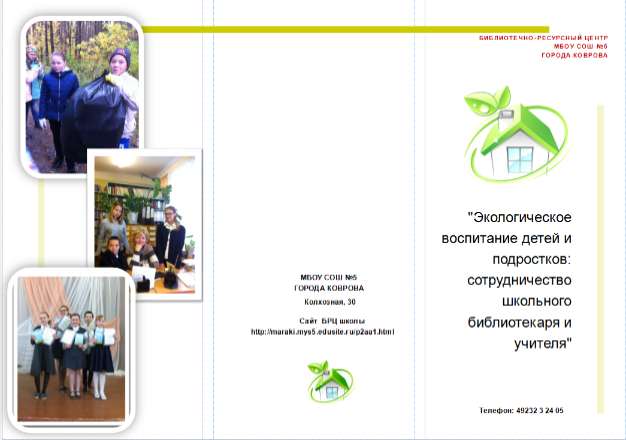 БИБЛИОТЕЧНО-РЕСУРСНЫЙ ЦЕНТР
МБОУ СОШ №5
ГОРОДА КОВРОВА
"Экологическое
воспитание детей и
подростков:
сотрудничество
школьного
библиотекаря и
учителя"
Телефон: 49232 3 24 05
МБОУ СОШ №5
ГОРОДА КОВРОВА
Колхозная, 30
Сайт БРЦ школы
http://maruki.mys5.edusite.ru/p2aa1.html